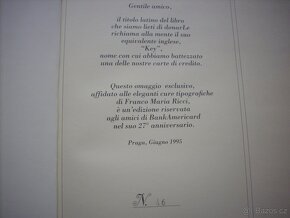 Gentile amico,
il titolo latino del libro
che siamo lieti di donarLe
richiama alla mente il suo
equivalente inglese.
"Key",
nome con cui abbiamo battezzato
una delle nostre carte di credito.
Questo omaggio esclusivo,
affidato alle eleganti cure tipografiche
di Franco Maria Ricci,
è un'edizione riservata
agli amici di BankAmericard
nel suo 27° anniversario.
Praga, Giugno 1995
N. 16
Sbazar.cz